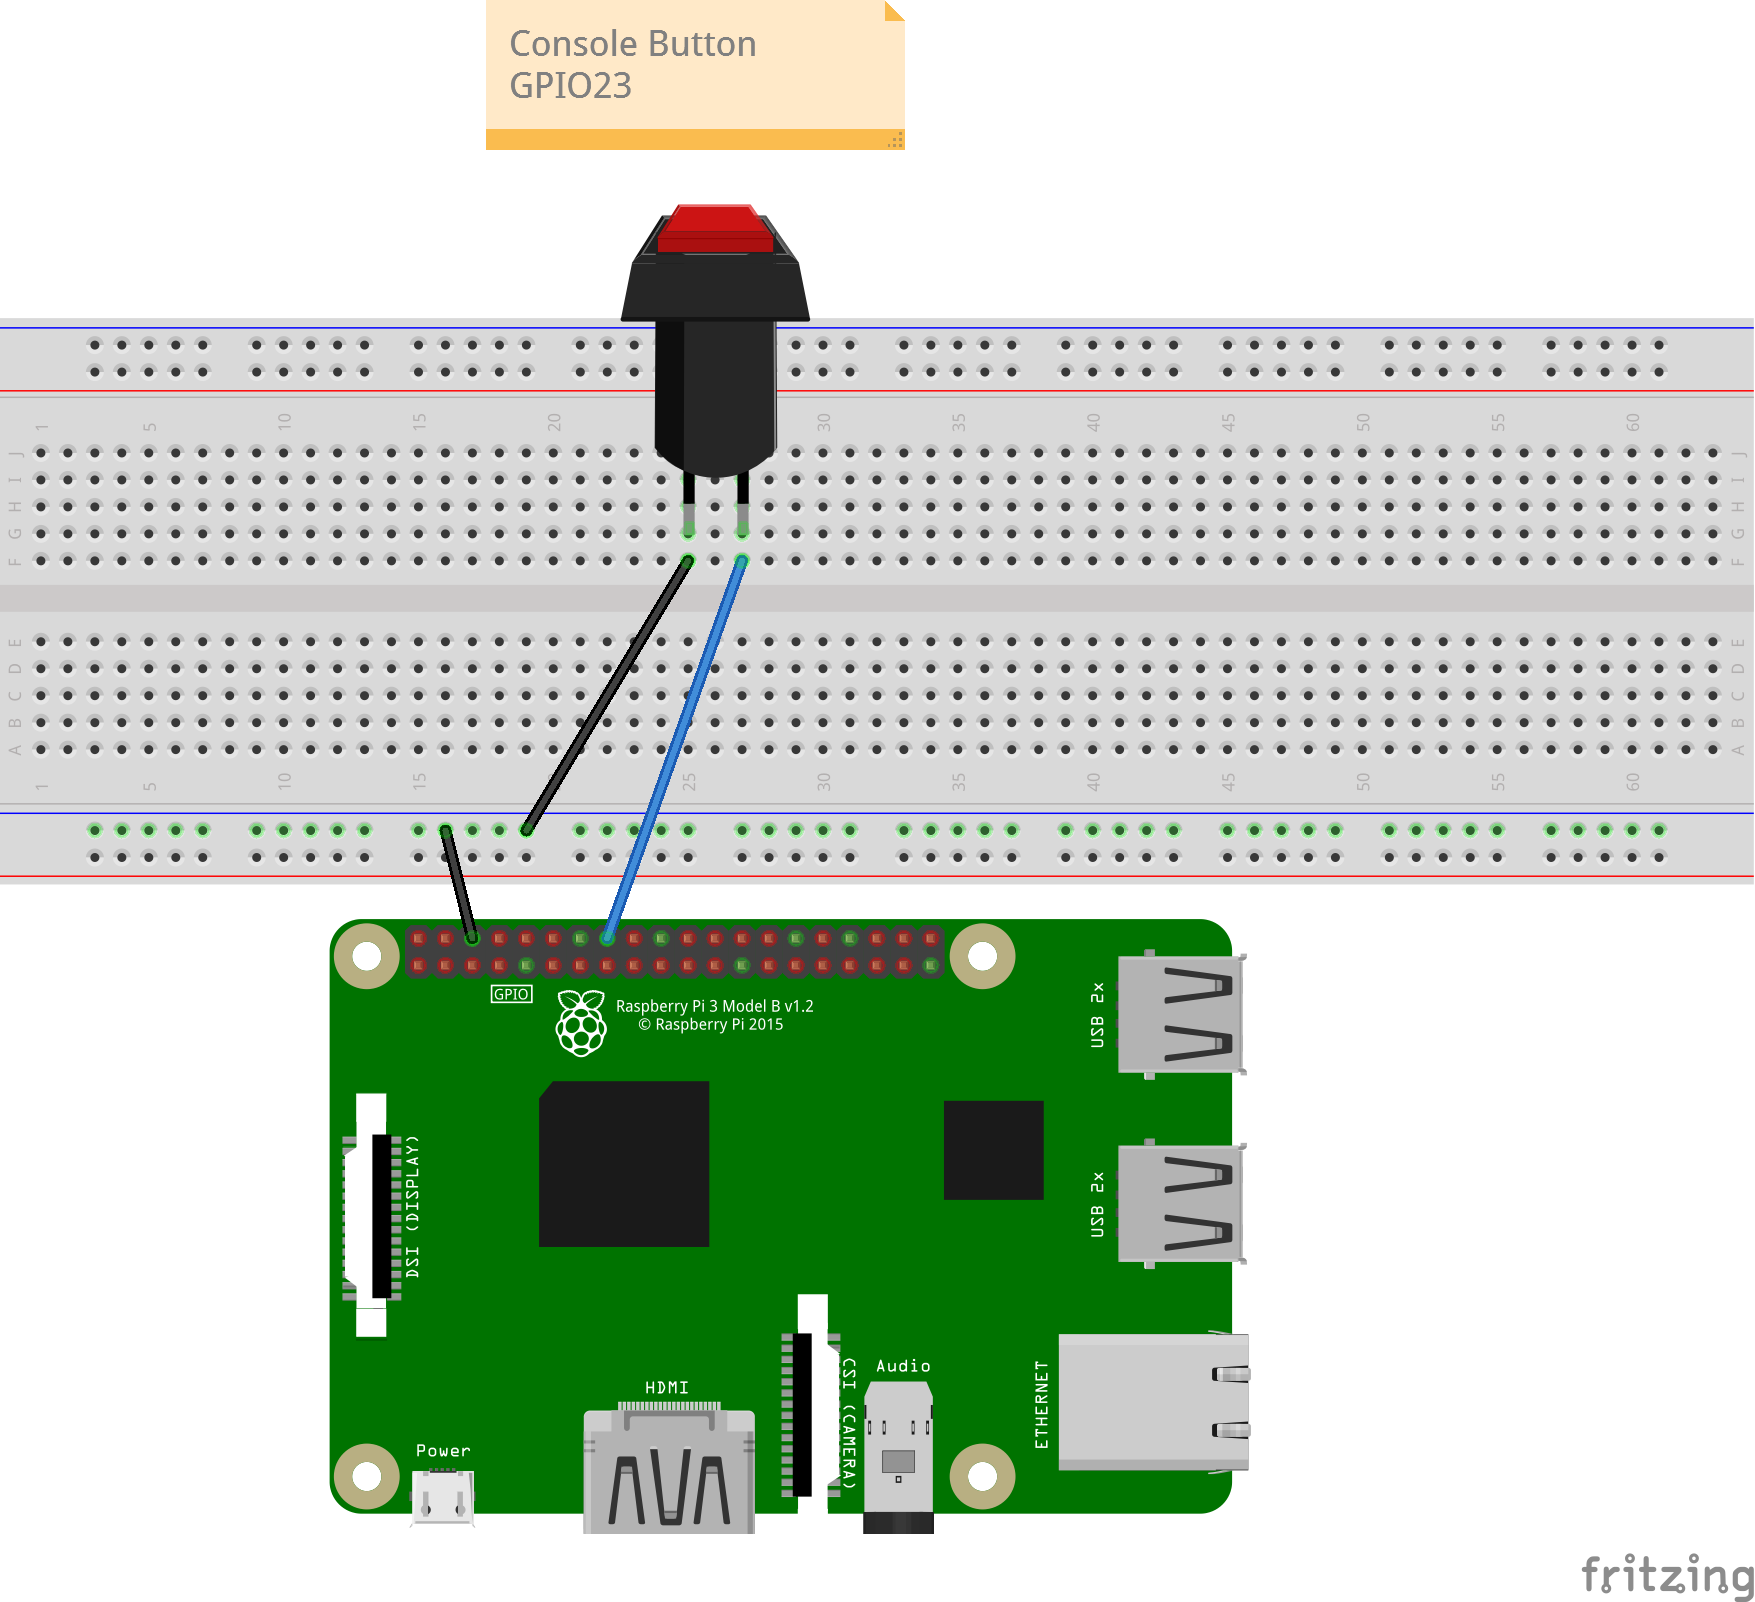 Console Button
GPIO23
1 5 10 15 20 30 35 40 45 50 55 60
J J
I I
H H
G G
F F
E E
D D
C C
B B
A A
1 5 10 15 25 30 35 40 45 50 55 60
GPIO
Raspberry Pi 3 Model B v1.2
© Raspberry Pi 2015
USB 2x
DSI (DISPLAY)
USB 2x
HDMI
CSI (CAMERA)
Audio
ETHERNET
Power
fritzing